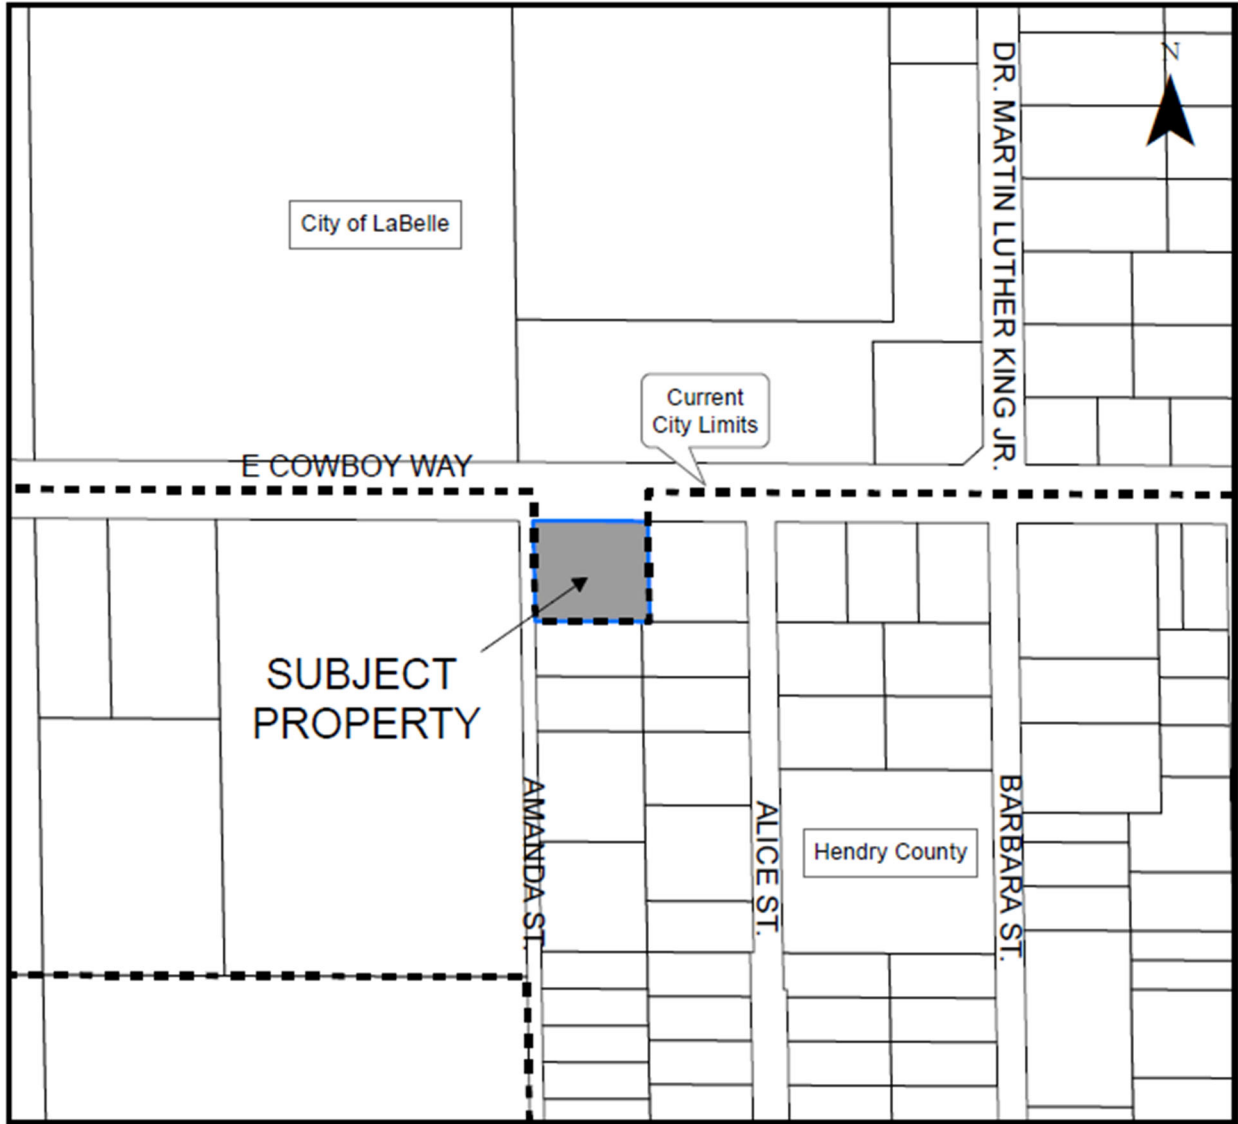 N
DR. MARTIN LUTHER KING JR.
City of LaBelle
Current
City Limits
E COWBOY WAY
SUBJECT
PROPERTY
AMANDA ST.
ALICE ST.
BARBARA ST.
Hendry County